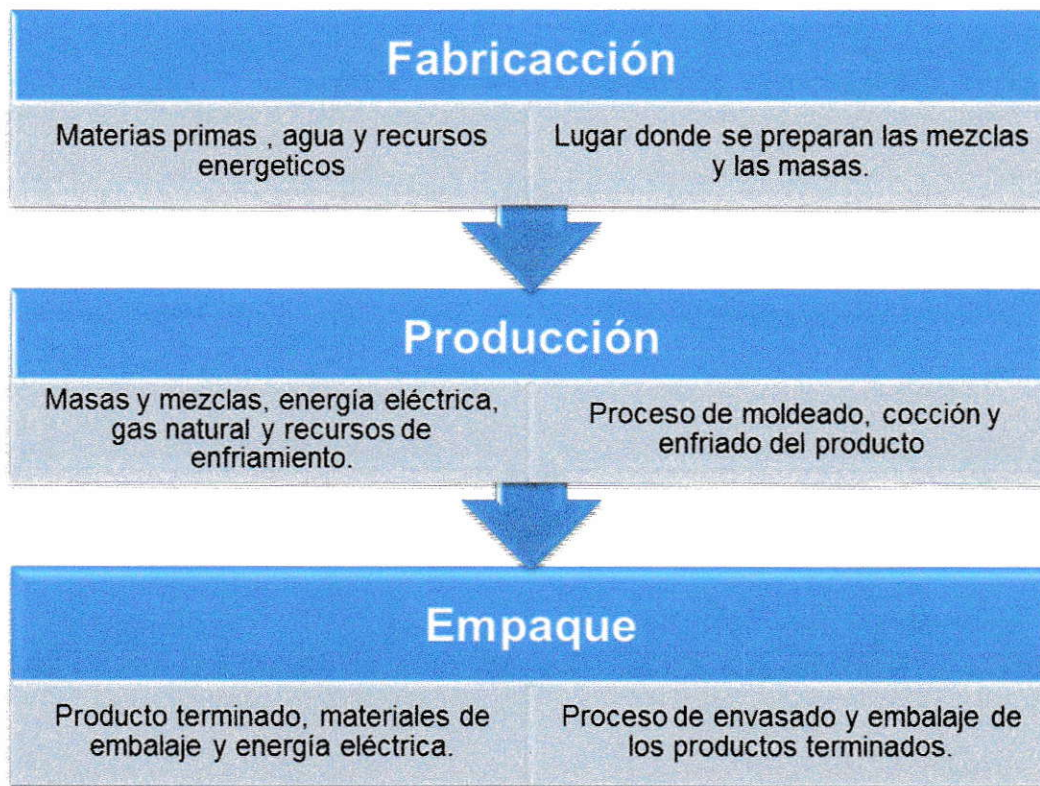 Fabricacción
Materias primas , agua y recursos
energeticos
Lugar donde se preparan las mezclas
y las masas.
Producción
Masas y mezclas, energía eléctrica,
gas natural y recursos de
enfriamiento.
Proceso de moldeado, cocción y
enfriado del producto
Empaque
Producto terminado, materiales de
embalaje y energía eléctrica.
Proceso de envasado y embalaje de
los productos terminados.